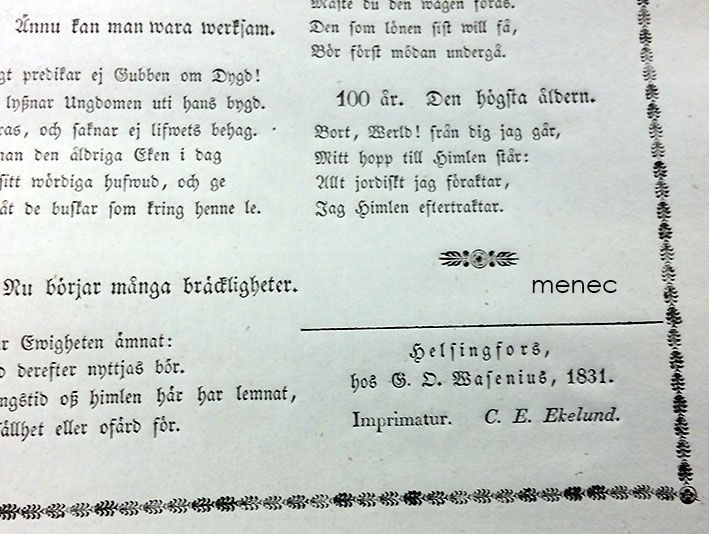 Ännu kan man wara werksam.
predikar ej Gubben om Dygd!
lyßnar Ungdomen uti hans bygd.
och saknar ej lifwets behag.
den åldriga Eken i dag
sitt wördiga hufwud, och ge
åt de buskar som kring henne le.
Nu börjar många bräckligheter.
Ewigheten ämnat:
derefter nyttjas bör.
oß himlen här har lemnat,
eller ofärd för.
Måste du den wägen föras.
Den som lönen sist will få,
Bör först mödan undergå.
100 år. Den högsta åldern.
Bort, Werld! från dig jag går,
Mitt hopp till Himlen står:
Allt jordiskt jag föraktar,
Jag Himlen eftertraktar.
menec
Helsingfors,
hos G. O. Wasenius, 1831.
Imprimatur. C. E. Ekelund.